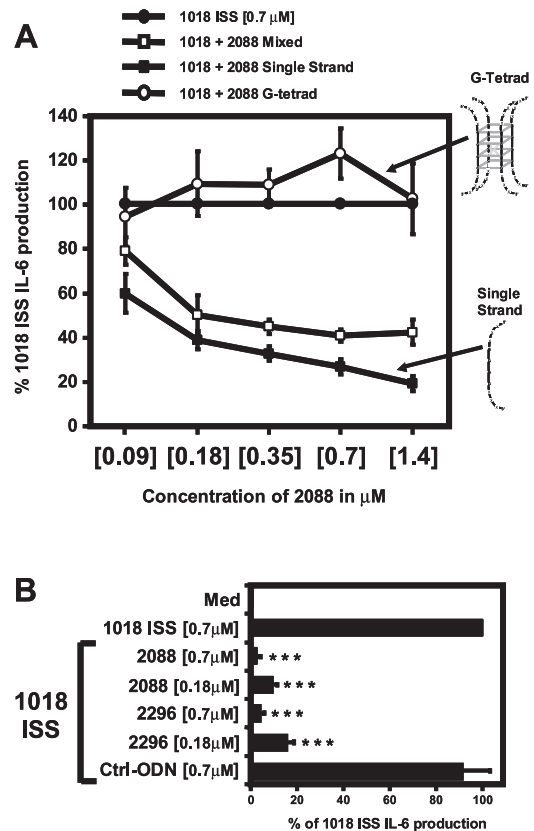 A
1018 ISS [0.7 μM]
1018 + 2088 Mixed
1018 + 2088 Single Strand
1018 + 2088 G-tetrad
G-Tetrad
% 1018 ISS IL-6 production
140
120
100
80
60
40
20
0
Single
Strand
[0.09] [0.18] [0.35] [0.7] [1.4]
Concentration of 2088 in μM
B
Med
1018 ISS [0.7μM]
2088 [0.7μM] ***
2088 [0.18μM] ***
2296 [0.7μM] ***
2296 [0.18μM] ***
Ctrl-ODN [0.7μM]
1018
ISS
0 20 40 60 80 100
% of 1018 ISS IL-6 production